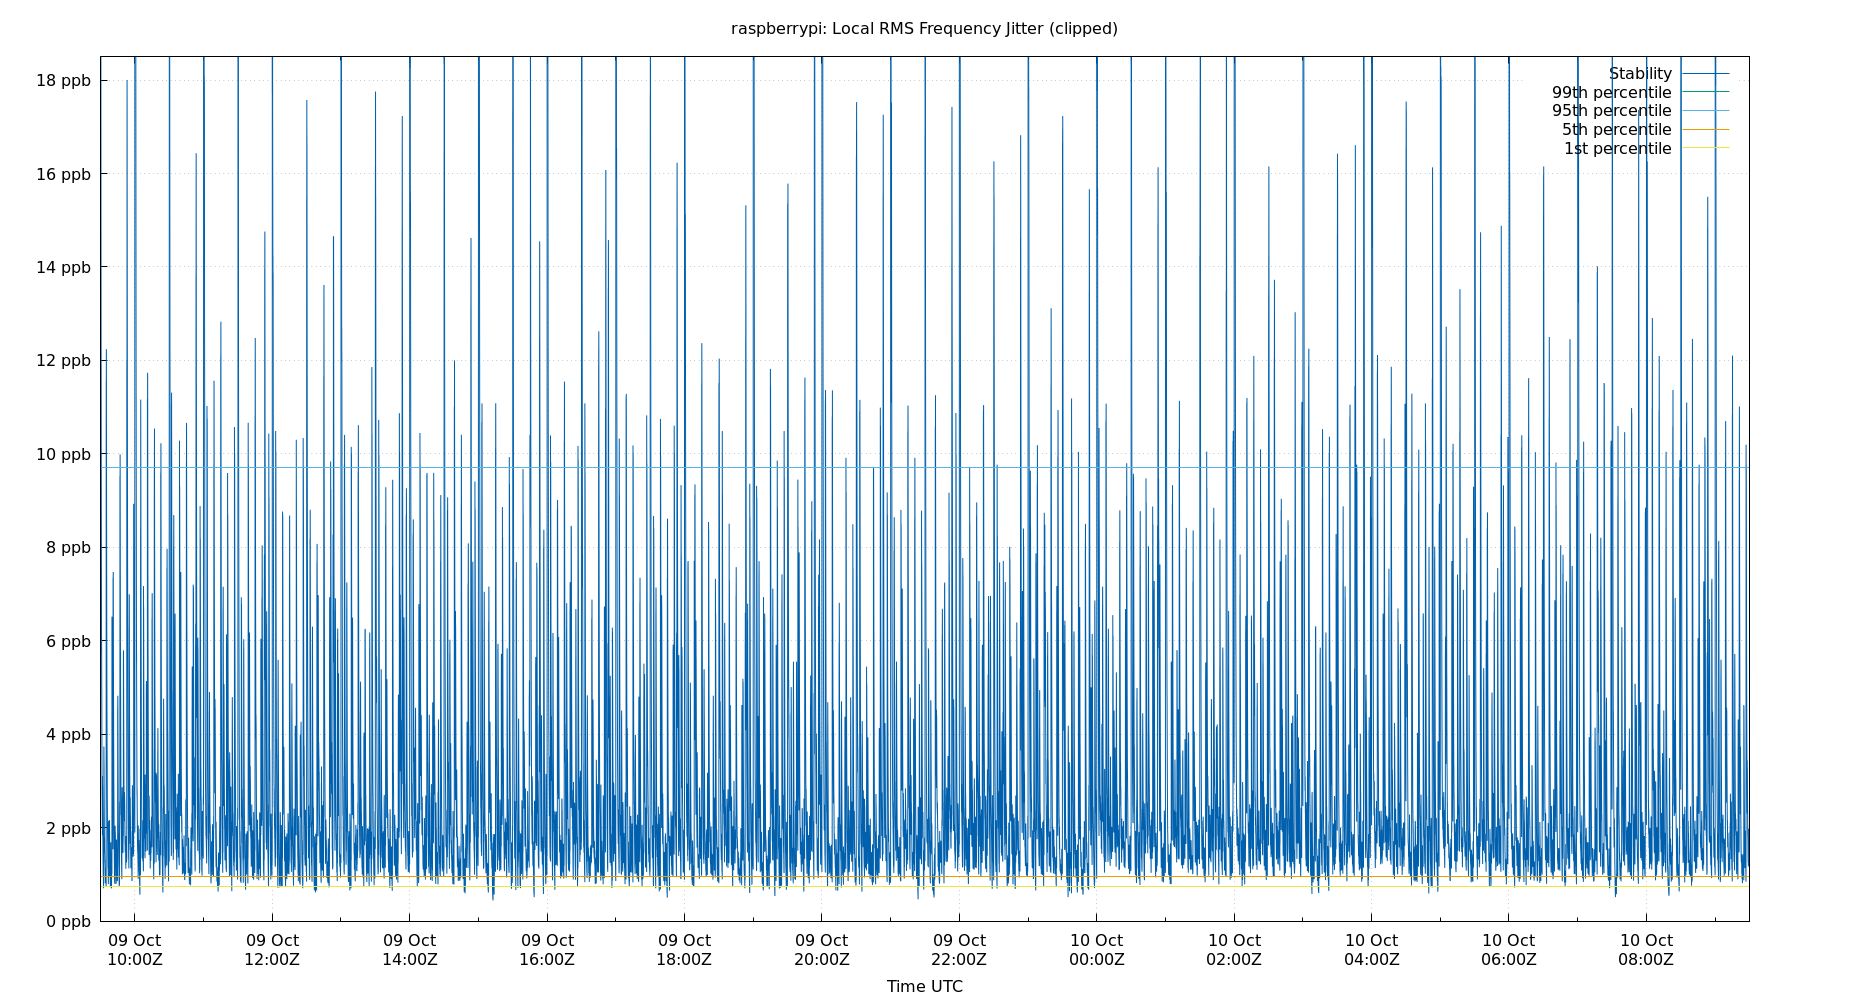 raspberrypi: Local RMS Frequency Jitter (clipped)
18 ppb
16 ppb
14 ppb
12 ppb
10 ppb
8 ppb
6 ppb
4 ppb
2 ppb
0 ppb
Stability
99th percentile
95th percentile
5th percentile
1st percentile
09 Oct 09 Oct 09 Oct 09 Oct 09 Oct 09 Oct 09 Oct 10 Oct 10 Oct 10 Oct 10 Oct 10 Oct
10:00Z 12:00Z 14:00Z 16:00Z 18:00Z 20:00Z 22:00Z 00:00Z 02:00Z 04:00Z 06:00Z 08:00Z
Time UTC